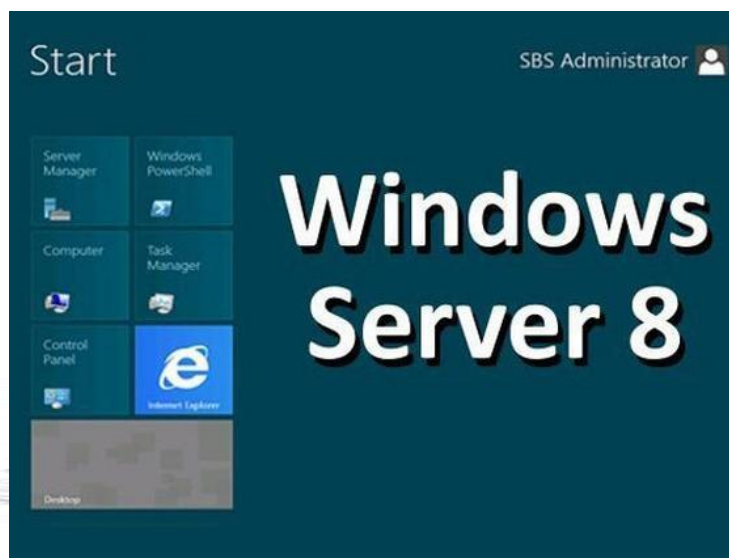 Start
SBS Administrator
Server
Manager
Windows
PowerShell
Computer
Task
Manager
Control
Panel
Internet Explorer
Desktop
Windows
Server 8